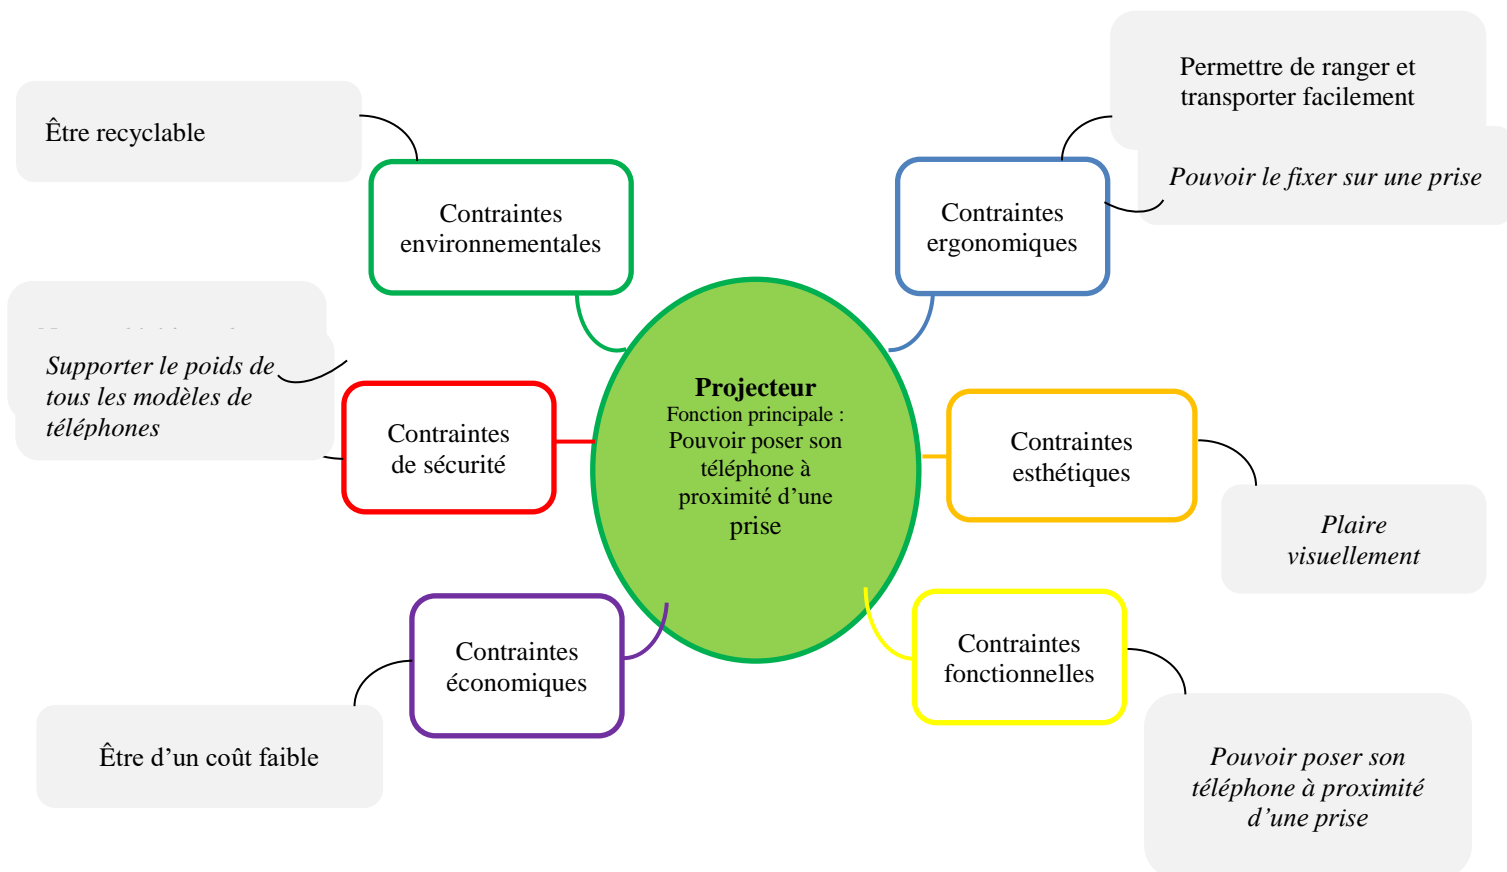 Permettre de ranger et
transporter facilement
Être recyclable
Pouvoir le fixer sur une prise
Contraintes
environnementales
Contraintes
ergonomiques
Supporter le poids de
tous les modèles de
téléphones
Projecteur
Fonction principale :
Pouvoir poser son
téléphone à
proximité d’une
prise
Contraintes
de sécurité
Contraintes
esthétiques
Plaire
visuellement
Contraintes
économiques
Contraintes
fonctionnelles
Être d’un coût faible
Pouvoir poser son
téléphone à proximité
d’une prise